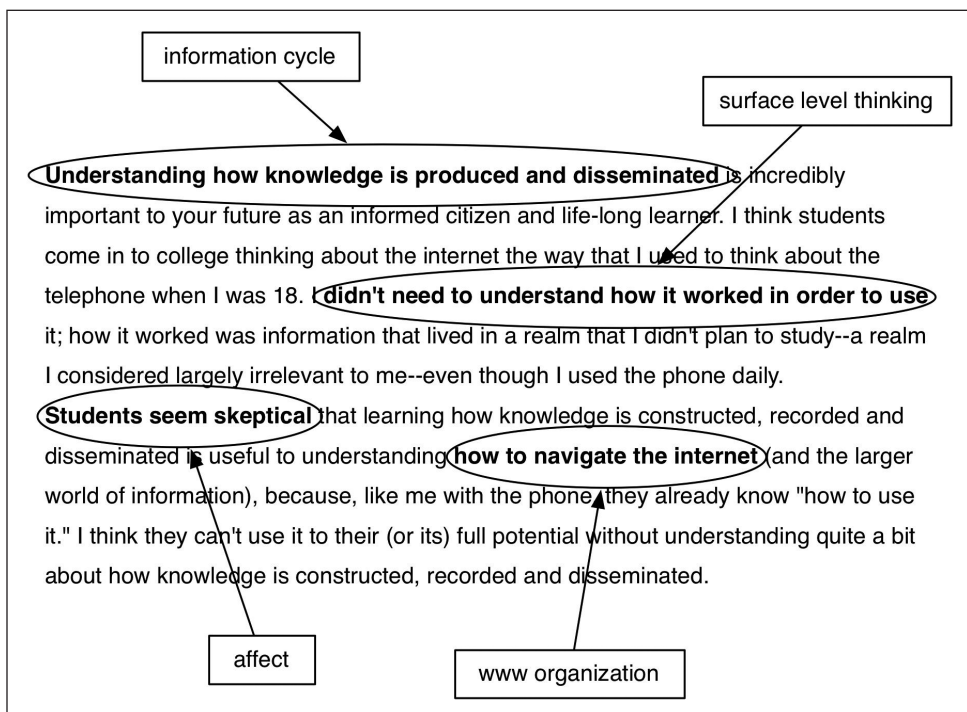 information cycle
surface level thinking
Understanding how knowledge is produced and disseminated is incredibly
important to your future as an informed citizen and life-long learner. I think students
come in to college thinking about the internet the way that I used to think about the
telephone when I was 18. I didn't need to understand how it worked in order to use
it; how it worked was information that lived in a realm that I didn't plan to study--a realm
I considered largely irrelevant to me--even though I used the phone daily.
Students seem skeptical that learning how knowledge is constructed, recorded and
disseminated is useful to understanding how to navigate the internet (and the larger
world of information), because, like me with the phone, they already know "how to use
it." I think they can't use it to their (or its) full potential without understanding quite a bit
about how knowledge is constructed, recorded and disseminated.
affect
www organization